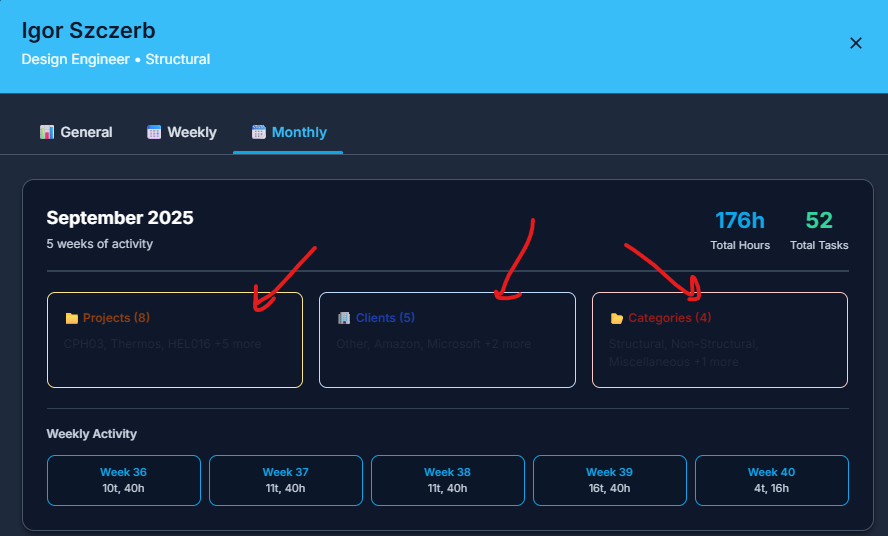 Igor Szczerb
Design Engineer • Structural
General
Weekly
Monthly
September 2025
5 weeks of activity
176h
Total Hours
52
Total Tasks
Projects (8)
CPH03, Thermos, HEL016 +5 more
Clients (5)
Other, Amazon, Microsoft +2 more
Categories (4)
Structural, Non-Structural,
Miscellaneous +1 more
Weekly Activity
Week 36
10t, 40h
Week 37
11t, 40h
Week 38
11t, 40h
Week 39
16t, 40h
Week 40
4t, 16h